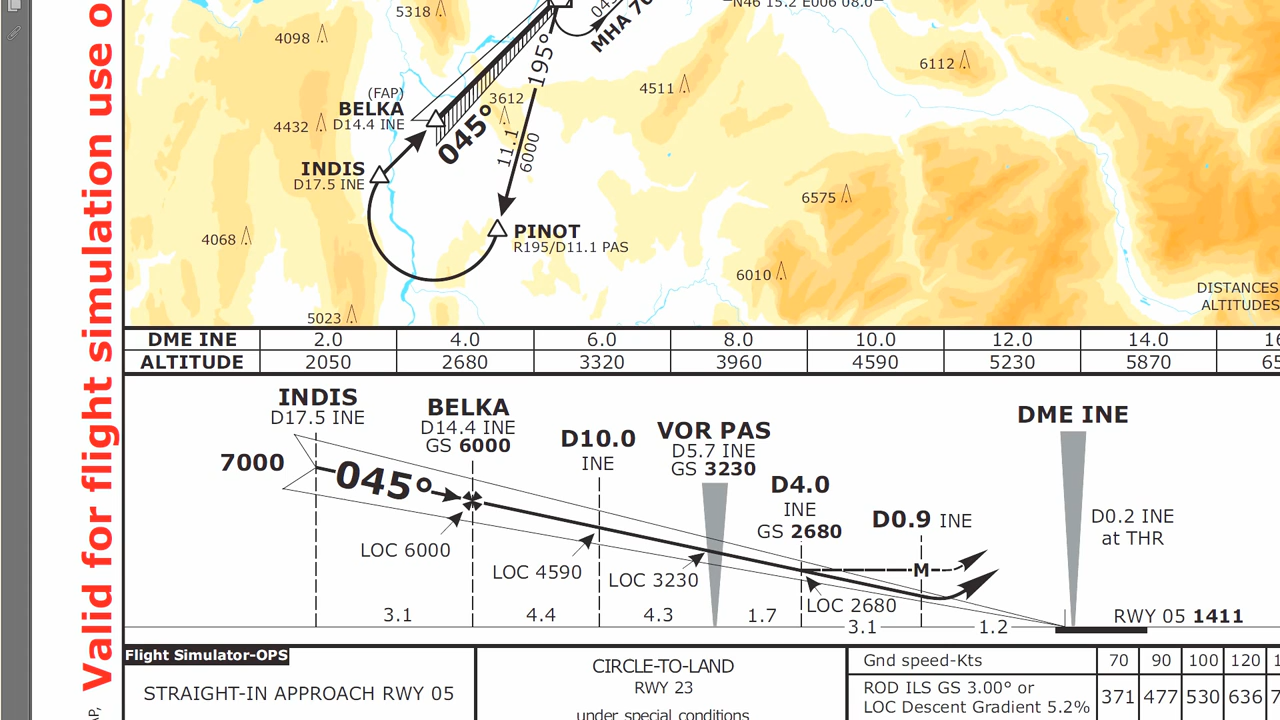 Valid for flight simulation use o
AP,
5318
4098
045
MHA 70
N46 15.2 E006 08.0
6112
(FAP)
BELKA
D14.4 INE
195°
3612
4511
4432
045°
11.1
6000
INDIS
D17.5 INE
6575
4068
PINOT
R195/D11.1 PAS
6010
5023
DISTANCES
ALTITUDES
DME INE 2.0 4.0 6.0 8.0 10.0 12.0 14.0
ALTITUDE 2050 2680 3320 3960 4590 5230 5870
INDIS
D17.5 INE
BELKA
D14.4 INE
GS 6000
D10.0
INE
VOR PAS
D5.7 INE
GS 3230
D4.0
INE
GS 2680
D0.9 INE
DME INE
D0.2 INE
at THR
7000
045°
M
LOC 6000
LOC 4590
LOC 3230
LOC 2680
3.1 4.4 4.3 1.7 3.1 1.2
RWY 05 1411
Flight Simulator-OPS
STRAIGHT-IN APPROACH RWY 05
CIRCLE-TO-LAND
RWY 23
under special conditions
Gnd speed-Kts 70 90 100 120
ROD ILS GS 3.00° or
LOC Descent Gradient 5.2%
371 477 530 636